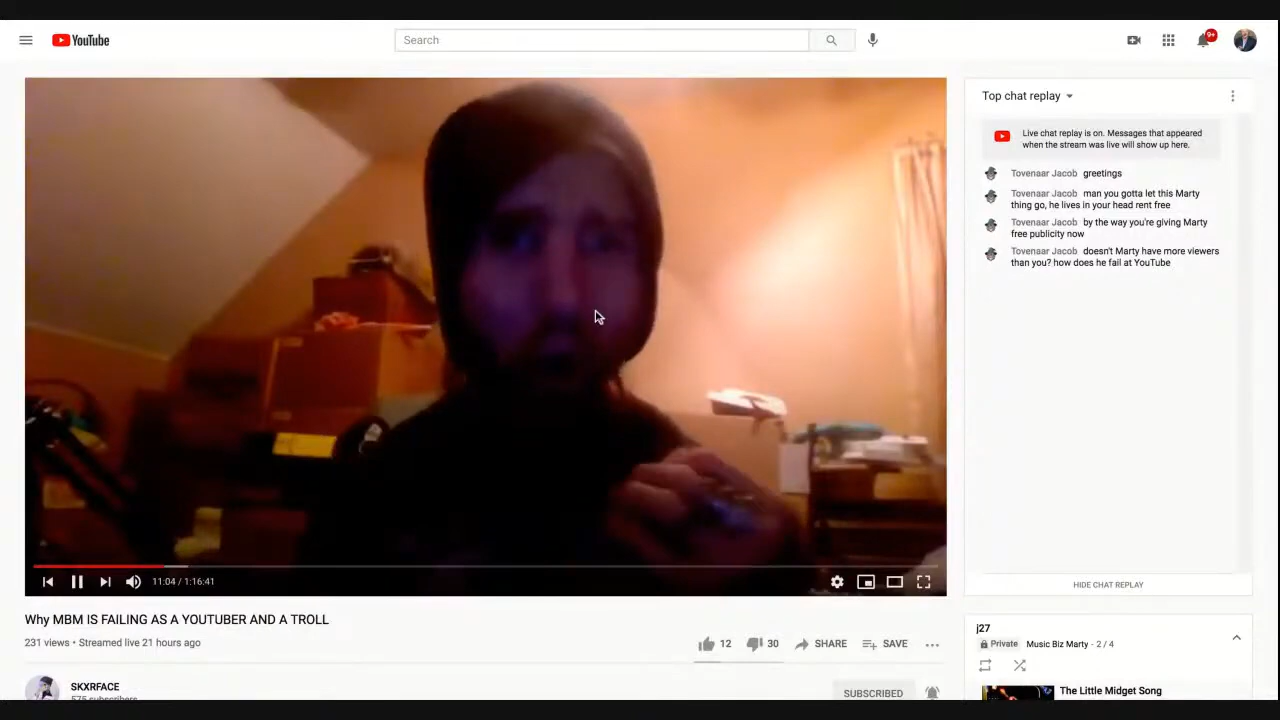 YouTube
Search
9+
Top chat replay
Live chat replay is on. Messages that appeared
when the stream was live will show up here.
Tovenaar Jacob greetings
Tovenaar Jacob man you gotta let this Marty
thing go, he lives in your head rent free
Tovenaar Jacob by the way you're giving Marty
free publicity now
Tovenaar Jacob doesn't Marty have more viewers
than you? how does he fail at YouTube
11:04 / 1:16:41
HIDE CHAT REPLAY
Why MBM IS FAILING AS A YOUTUBER AND A TROLL
231 views • Streamed live 21 hours ago
12
30
SHARE
SAVE
j27
Private
Music Biz Marty - 2 / 4
SKXRFACE
575 subscribers
SUBSCRIBED
The Little Midget Song